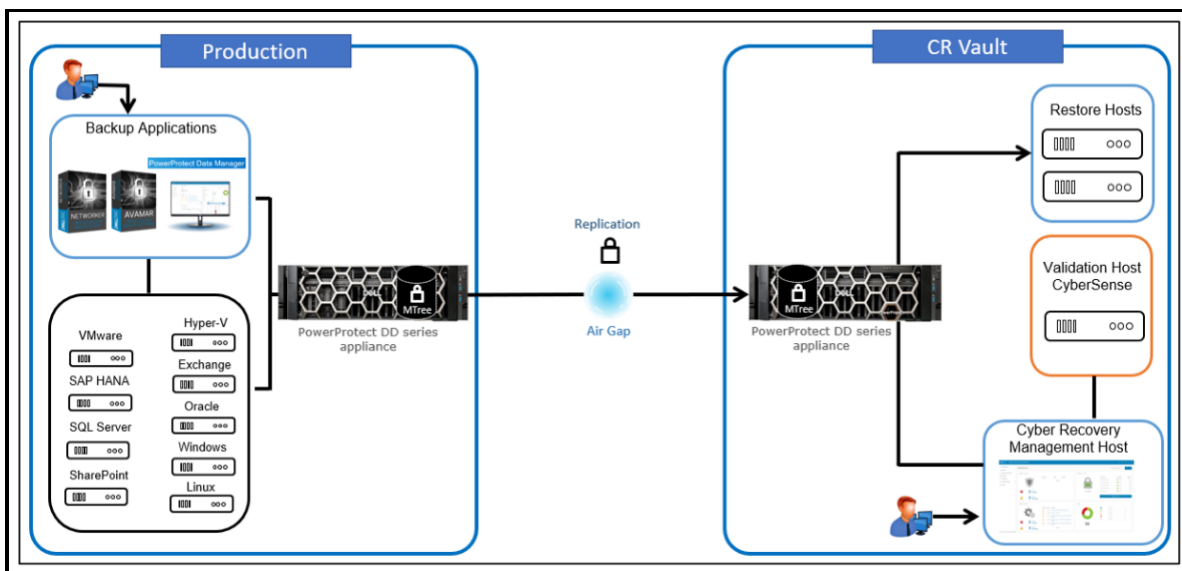 Production
Backup Applications
PowerProtect Data Manager
NETWORKER
AVAMAR
VMware
SAP HANA
SQL Server
SharePoint
Hyper-V
Exchange
Oracle
Windows
Linux
MTree
PowerProtect DD series
appliance
Replication
Air Gap
CR Vault
MTree
PowerProtect DD series
appliance
Restore Hosts
Validation Host
CyberSense
Cyber Recovery
Management Host